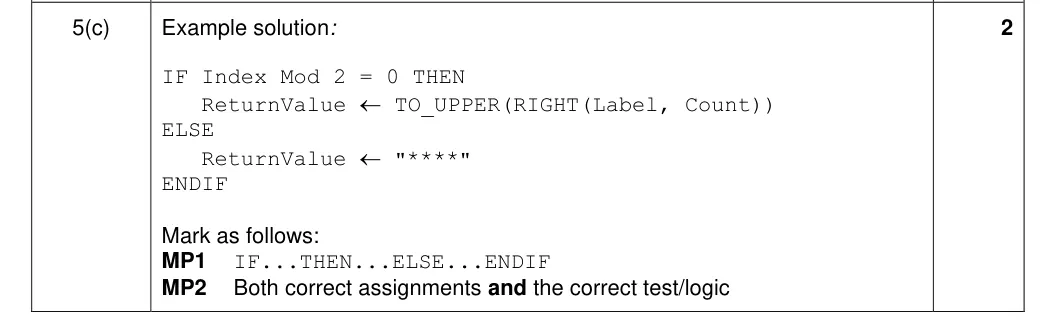 5(c) Example solution: 2
IF Index Mod 2 = 0 THEN
ReturnValue ← TO_UPPER(RIGHT(Label, Count))
ELSE
ReturnValue ← "****"
ENDIF
Mark as follows:
MP1 IF...THEN...ELSE...ENDIF
MP2 Both correct assignments and the correct test/logic